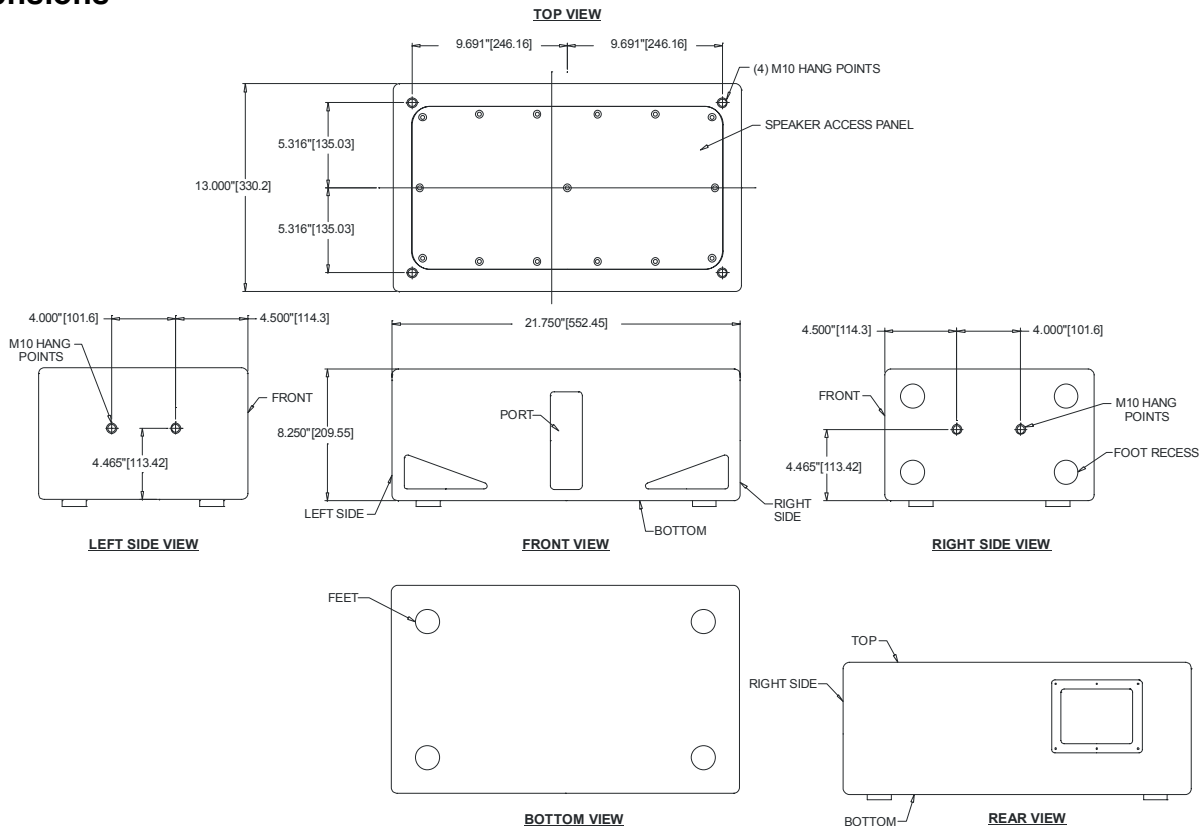 TOP VIEW
9.691"[246.16]
9.691"[246.16]
(4) M10 HANG POINTS
SPEAKER ACCESS PANEL
5.316"[135.03]
13.000"[330.2]
5.316"[135.03]
4.000"[101.6]
4.500"[114.3]
M10 HANG
POINTS
FRONT
4.465"[113.42]
LEFT SIDE VIEW
21.750"[552.45]
PORT
8.250"[209.55]
LEFT SIDE
RIGHT
SIDE
BOTTOM
FRONT VIEW
4.500"[114.3]
4.000"[101.6]
FRONT
M10 HANG
POINTS
4.465"[113.42]
FOOT RECESS
RIGHT SIDE VIEW
FEET
BOTTOM VIEW
TOP
RIGHT SIDE
BOTTOM
REAR VIEW